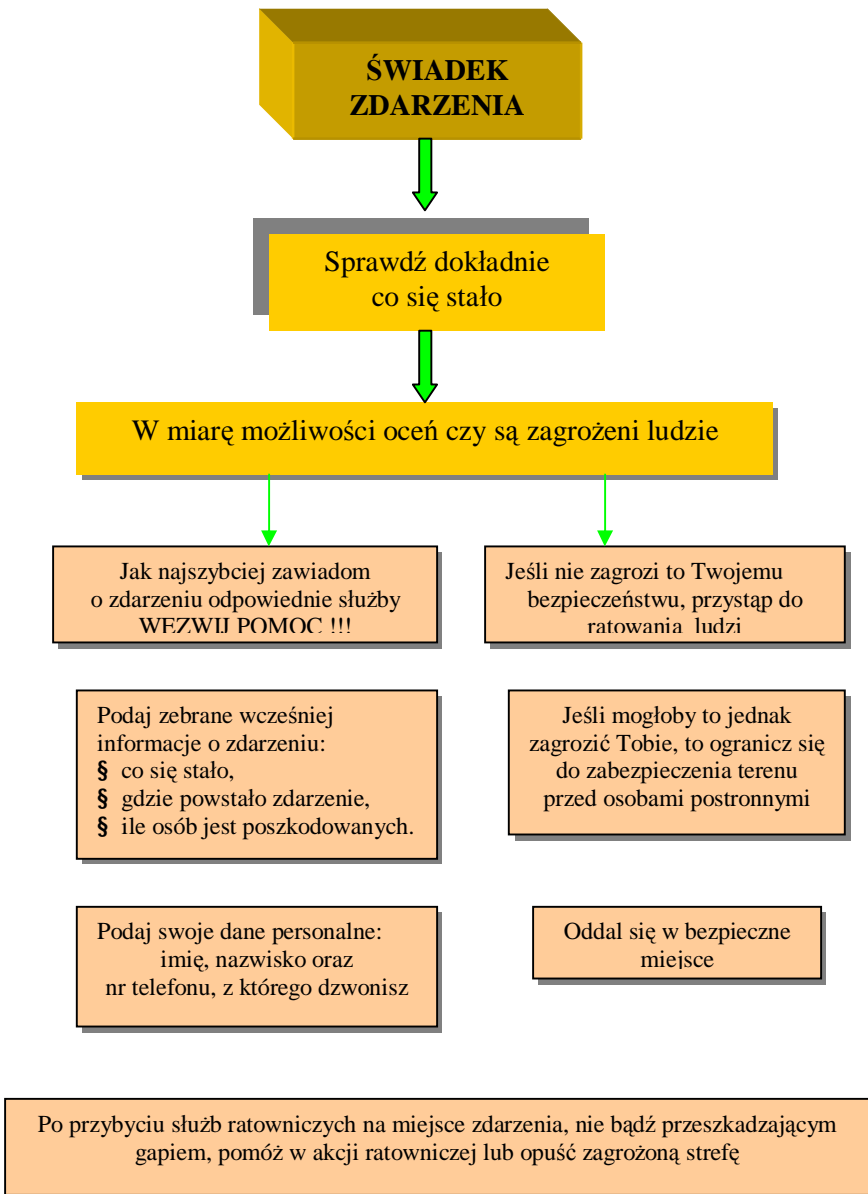 ŚWIADEK
ZDARZENIA
Sprawdź dokładnie
co się stało
W miarę możliwości oceń czy są zagrożeni ludzie
Jak najszybciej zawiadom
o zdarzeniu odpowiednie służby
WEZWIJ POMOC !!!
Jeśli nie zagrozi to Twojemu
bezpieczeństwu, przystąp do
ratowania ludzi
Podaj zebrane wcześniej
informacje o zdarzeniu:
§ co się stało,
§ gdzie powstało zdarzenie,
§ ile osób jest poszkodowanych.
Jeśli mogłoby to jednak
zagrozić Tobie, to ogranicz się
do zabezpieczenia terenu
przed osobami postronnymi
Podaj swoje dane personalne:
imię, nazwisko oraz
nr telefonu, z którego dzwonisz
Oddal się w bezpieczne
miejsce
Po przybyciu służb ratowniczych na miejsce zdarzenia, nie bądź przeszkadzającym
gapiem, pomóż w akcji ratowniczej lub opuść zagrożoną strefę